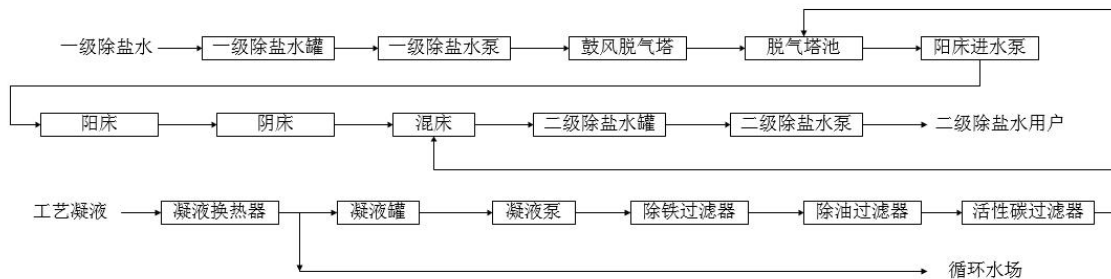 一级除盐水 一级除盐水罐 一级除盐水泵 鼓风脱气塔 脱气塔池 阳床进水泵
阳床 阴床 混床 二级除盐水罐 二级除盐水泵 二级除盐水用户
工艺凝液 凝液换热器 凝液罐 凝液泵 除铁过滤器 除油过滤器 活性碳过滤器
循环水场